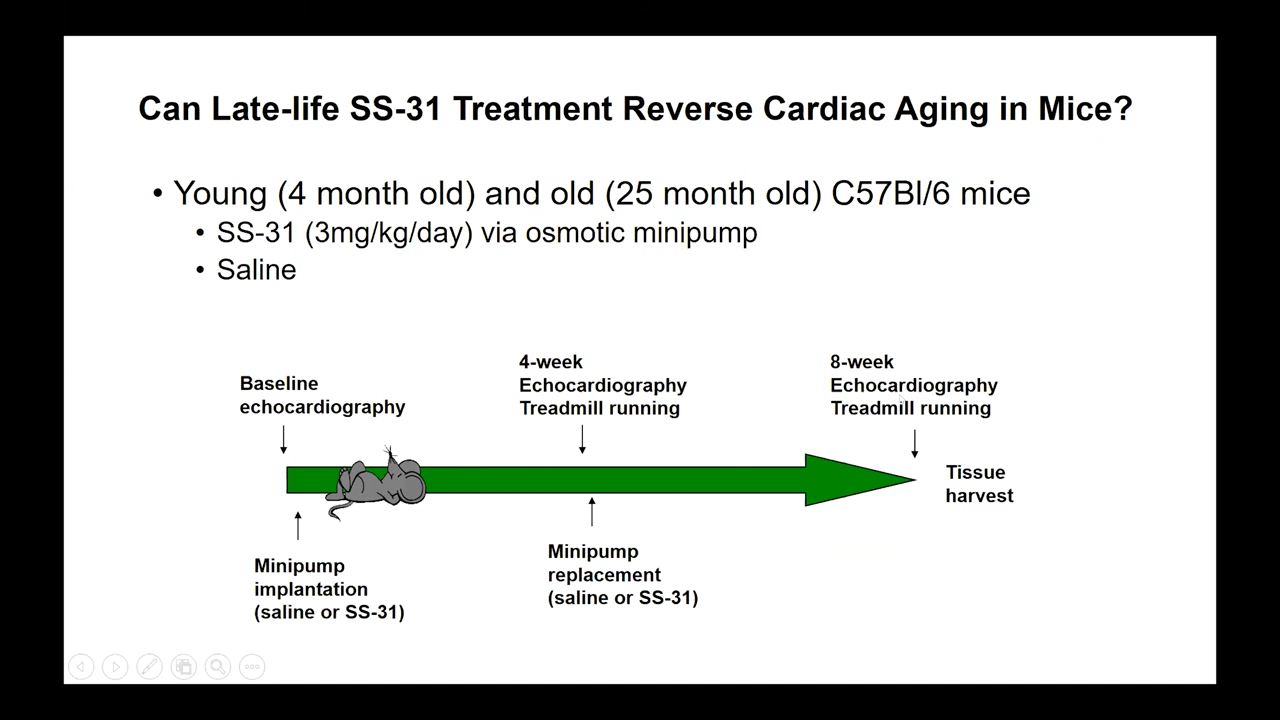 Can Late-life SS-31 Treatment Reverse Cardiac Aging in Mice?
• Young (4 month old) and old (25 month old) C57Bl/6 mice
• SS-31 (3mg/kg/day) via osmotic minipump
• Saline
Baseline
echocardiography
4-week
Echocardiography
Treadmill running
8-week
Echocardiography
Treadmill running
Tissue
harvest
Minipump
implantation
(saline or SS-31)
Minipump
replacement
(saline or SS-31)